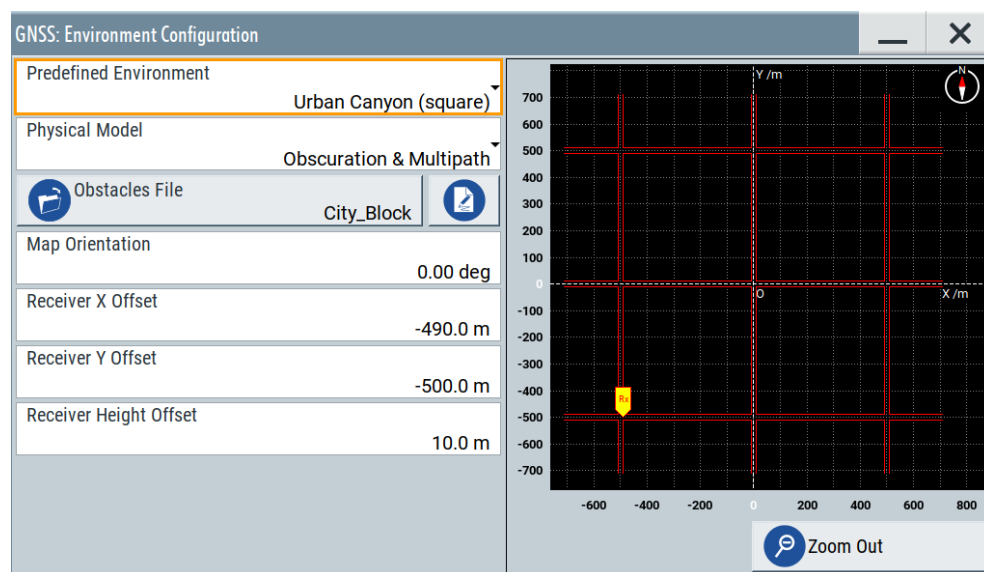 GNSS: Environment Configuration
Predefined Environment
Urban Canyon (square)
Physical Model
Obscuration & Multipath
Obstacles File
City_Block
Map Orientation
0.00 deg
Receiver X Offset
-490.0 m
Receiver Y Offset
-500.0 m
Receiver Height Offset
10.0 m
Y /m
N
700
600
500
400
300
200
100
0
O
X /m
-100
-200
-300
-400
Rx
-500
-600
-700
-600 -400 -200 0 200 400 600 800
Zoom Out